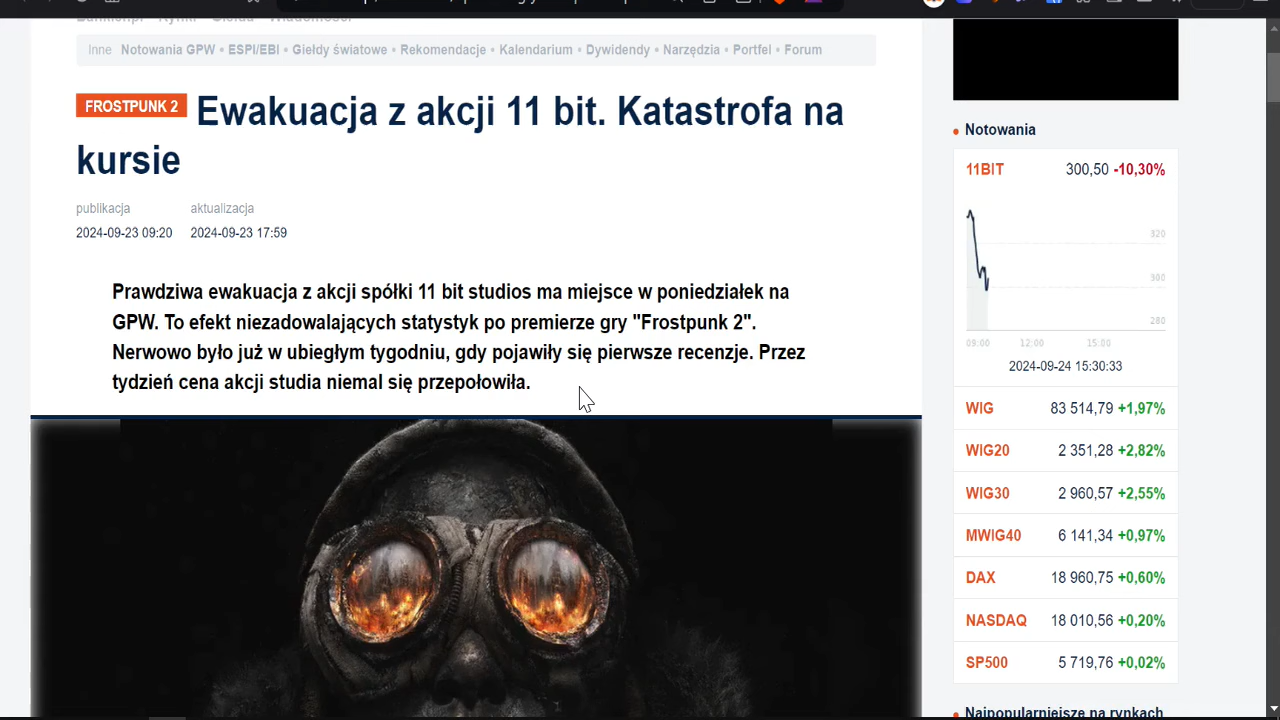 Bankier.pl Rynki Giełda Wiadomości
Inne Notowania GPW • ESPI/EBI • Giełdy światowe • Rekomendacje • Kalendarium • Dywidendy • Narzędzia • Portfel • Forum
FROSTPUNK 2 Ewakuacja z akcji 11 bit. Katastrofa na
kursie
publikacja aktualizacja
2024-09-23 09:20 2024-09-23 17:59
Prawdziwa ewakuacja z akcji spółki 11 bit studios ma miejsce w poniedziałek na
GPW. To efekt niezadowalających statystyk po premierze gry "Frostpunk 2".
Nerwowo było już w ubiegłym tygodniu, gdy pojawiły się pierwsze recenzje. Przez
tydzień cena akcji studia niemal się przepołowiła.
Notowania
11BIT 300,50 -10,30%
320
300
280
09:00 12:00 15:00
2024-09-24 15:30:33
WIG 83 514,79 +1,97%
WIG20 2 351,28 +2,82%
WIG30 2 960,57 +2,55%
MWIG40 6 141,34 +0,97%
DAX 18 960,75 +0,60%
NASDAQ 18 010,56 +0,20%
SP500 5 719,76 +0,02%
Najpopularniejsze na rynkach